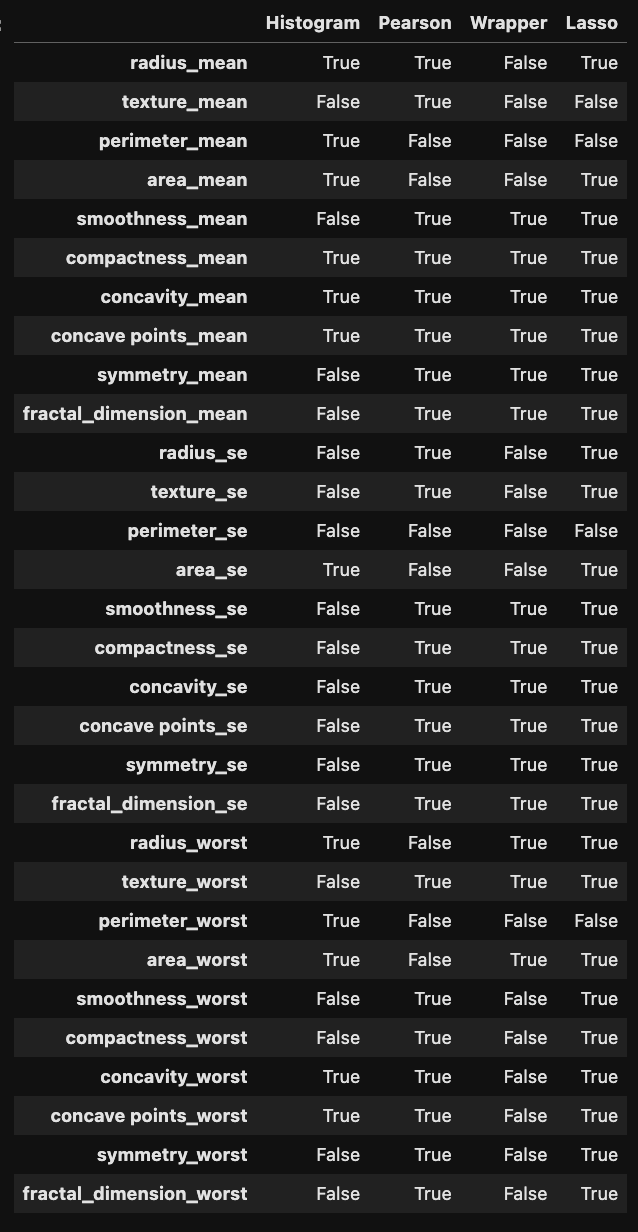 Histogram Pearson Wrapper Lasso
radius_mean True True False True
texture_mean False True False False
perimeter_mean True False False False
area_mean True False False True
smoothness_mean False True True True
compactness_mean True True True True
concavity_mean True True True True
concave points_mean True True True True
symmetry_mean False True True True
fractal_dimension_mean False True True True
radius_se False True False True
texture_se False True False True
perimeter_se False False False False
area_se True False False True
smoothness_se False True True True
compactness_se False True True True
concavity_se False True True True
concave points_se False True True True
symmetry_se False True True True
fractal_dimension_se False True True True
radius_worst True False True True
texture_worst False True True True
perimeter_worst True False False False
area_worst True False True True
smoothness_worst False True False True
compactness_worst False True False True
concavity_worst True True False True
concave points_worst True True False True
symmetry_worst False True False True
fractal_dimension_worst False True False True